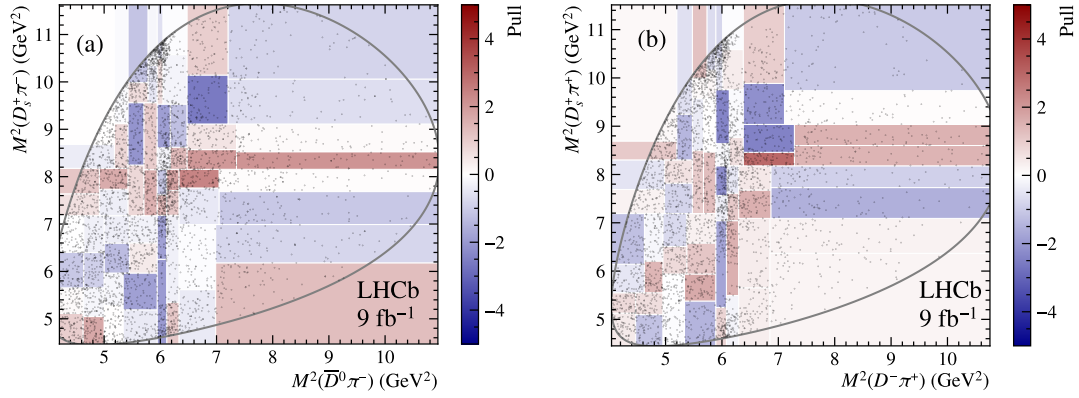 (a)
11
10
9
8
7
6
5
M²(D_s⁺π⁻) (GeV²)
5 6 7 8 9 10
M²(D̄⁰π⁻) (GeV²)
LHCb
9 fb⁻¹
Pull
4
2
0
−2
−4
(b)
11
10
9
8
7
6
5
M²(D_s⁺π⁺) (GeV²)
5 6 7 8 9 10
M²(D⁻π⁺) (GeV²)
LHCb
9 fb⁻¹
Pull
4
2
0
−2
−4